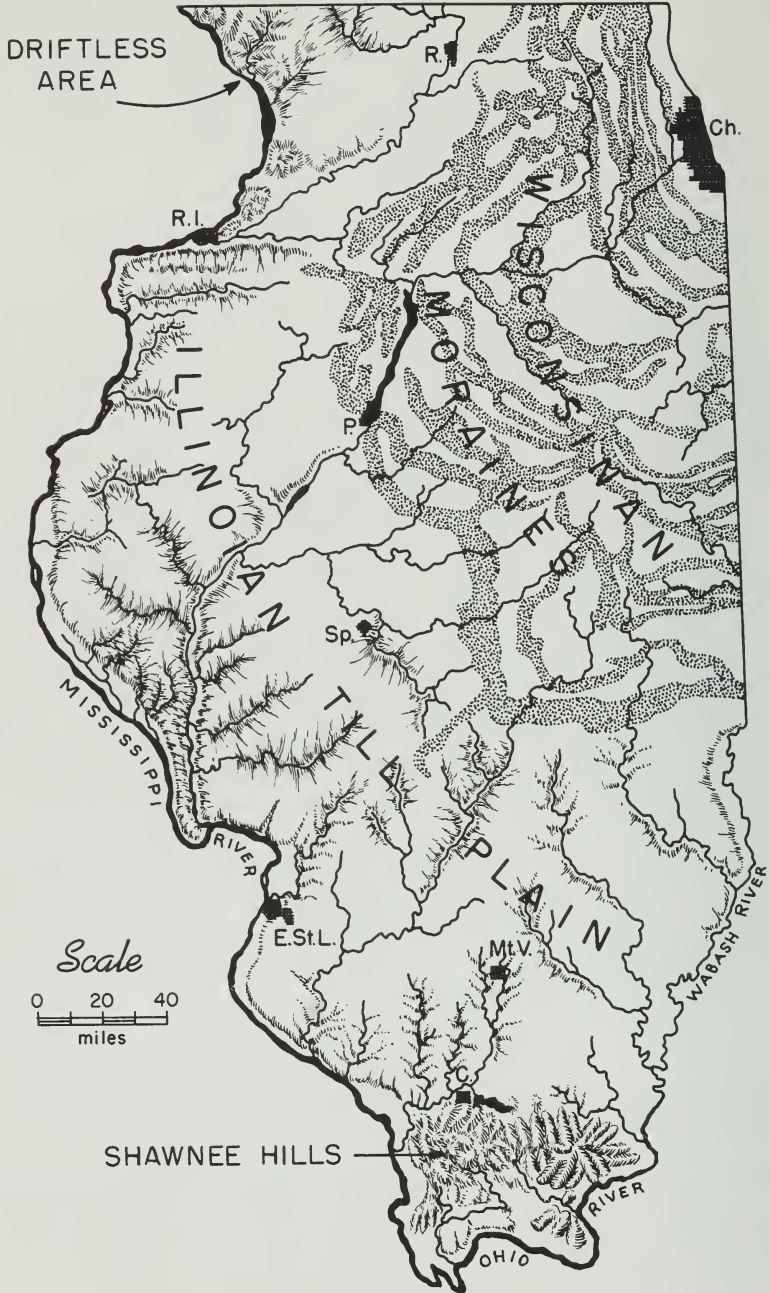 DRIFTLESS
AREA
R.
Ch.
R.I.
WISCONSINAN
MORAINES
ILLINOIAN TILL PLAIN
P.
Sp.
MISSISSIPPI
RIVER
E.St.L.
Mt.V.
WABASH RIVER
Scale
0 20 40
miles
C.
SHAWNEE HILLS
OHIO
RIVER